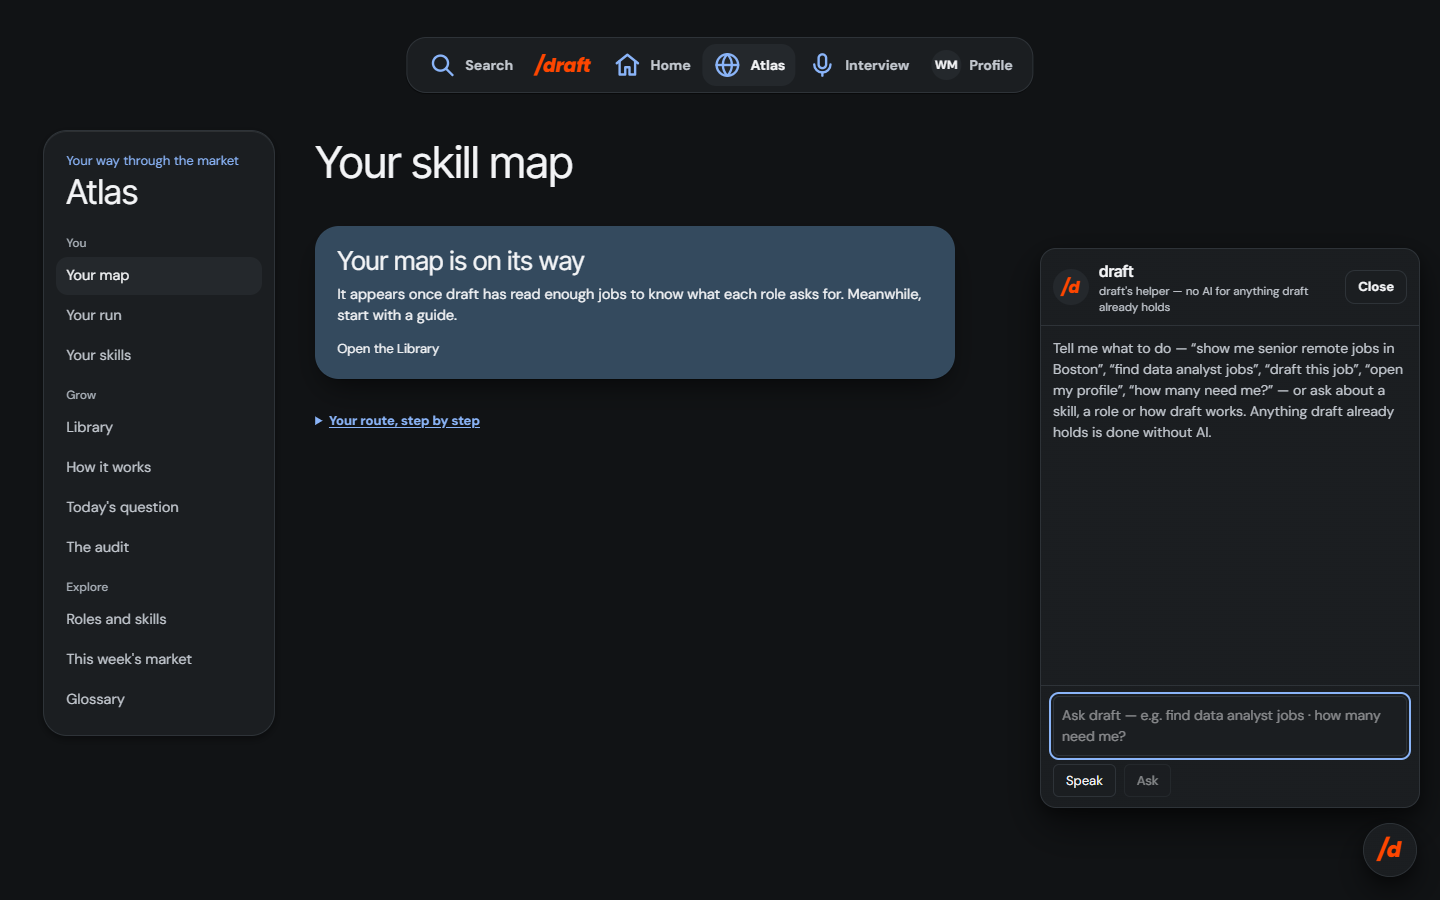 Search
/draft
Home
Atlas
Interview
WM
Profile
Your way through the market
Atlas
You
Your map
Your run
Your skills
Grow
Library
How it works
Today's question
The audit
Explore
Roles and skills
This week's market
Glossary
Your skill map
Your map is on its way
It appears once draft has read enough jobs to know what each role asks for. Meanwhile,
start with a guide.
Open the Library
Your route, step by step
/d
draft
draft's helper — no AI for anything draft
already holds
Close
Tell me what to do — “show me senior remote jobs in
Boston”, “find data analyst jobs”, “draft this job”, “open
my profile”, “how many need me?” — or ask about a
skill, a role or how draft works. Anything draft already
holds is done without AI.
Ask draft — e.g. find data analyst jobs · how many
need me?
Speak
Ask
/d